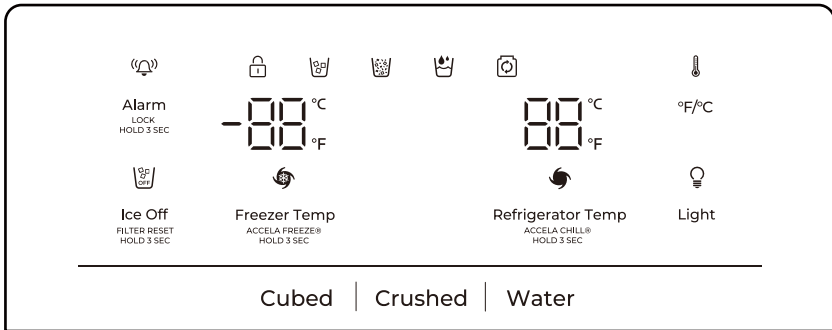 Alarm
LOCK
HOLD 3 SEC
-88 °C
°F
88 °C
°F
°F/°C
OFF
Ice Off
FILTER RESET
HOLD 3 SEC
Freezer Temp
ACCELA FREEZE®
HOLD 3 SEC
Refrigerator Temp
ACCELA CHILL®
HOLD 3 SEC
Light
Cubed | Crushed | Water